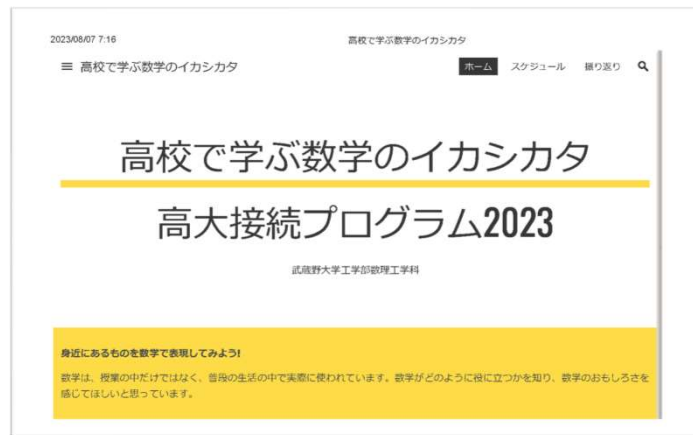 2023/08/07 7:16 高校で学ぶ数学のイカシカタ
≡ 高校で学ぶ数学のイカシカタ ホーム スケジュール 振り返り
高校で学ぶ数学のイカシカタ
高大接続プログラム2023
武蔵野大学工学部数理工学科
身近にあるものを数学で表現してみよう!
数学は、授業の中だけではなく、普段の生活の中で実際に使われています。数学がどのように役に立つかを知り、数学のおもしろさを
感じてほしいと思っています。